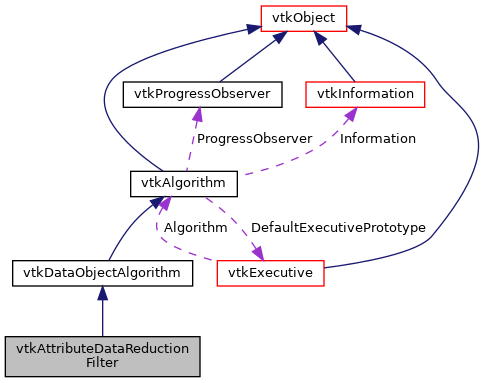 vtkObject
vtkProgressObserver
vtkInformation
ProgressObserver
Information
vtkAlgorithm
Algorithm
DefaultExecutivePrototype
vtkDataObjectAlgorithm
vtkExecutive
vtkAttributeDataReduction
Filter